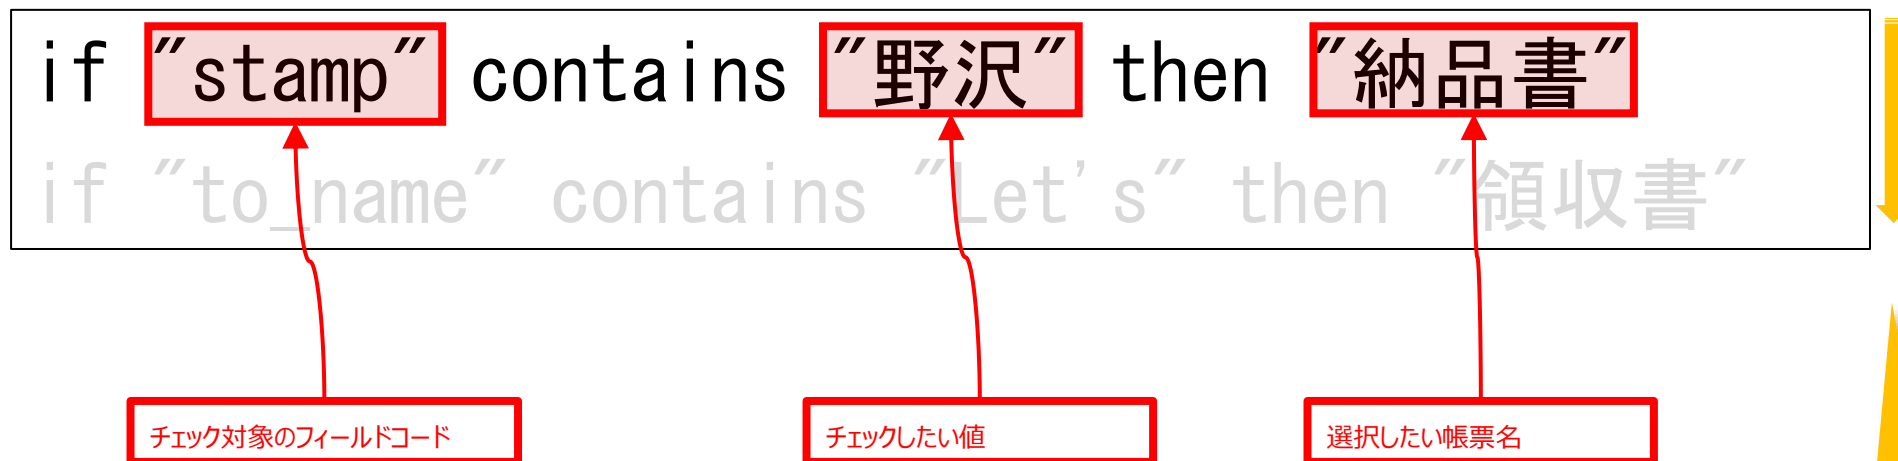 if "stamp" contains "野沢" then "納品書"
if "to_name" contains "Let's" then "領収書"
チェック対象のフィールドコード
チェックしたい値
選択したい帳票名